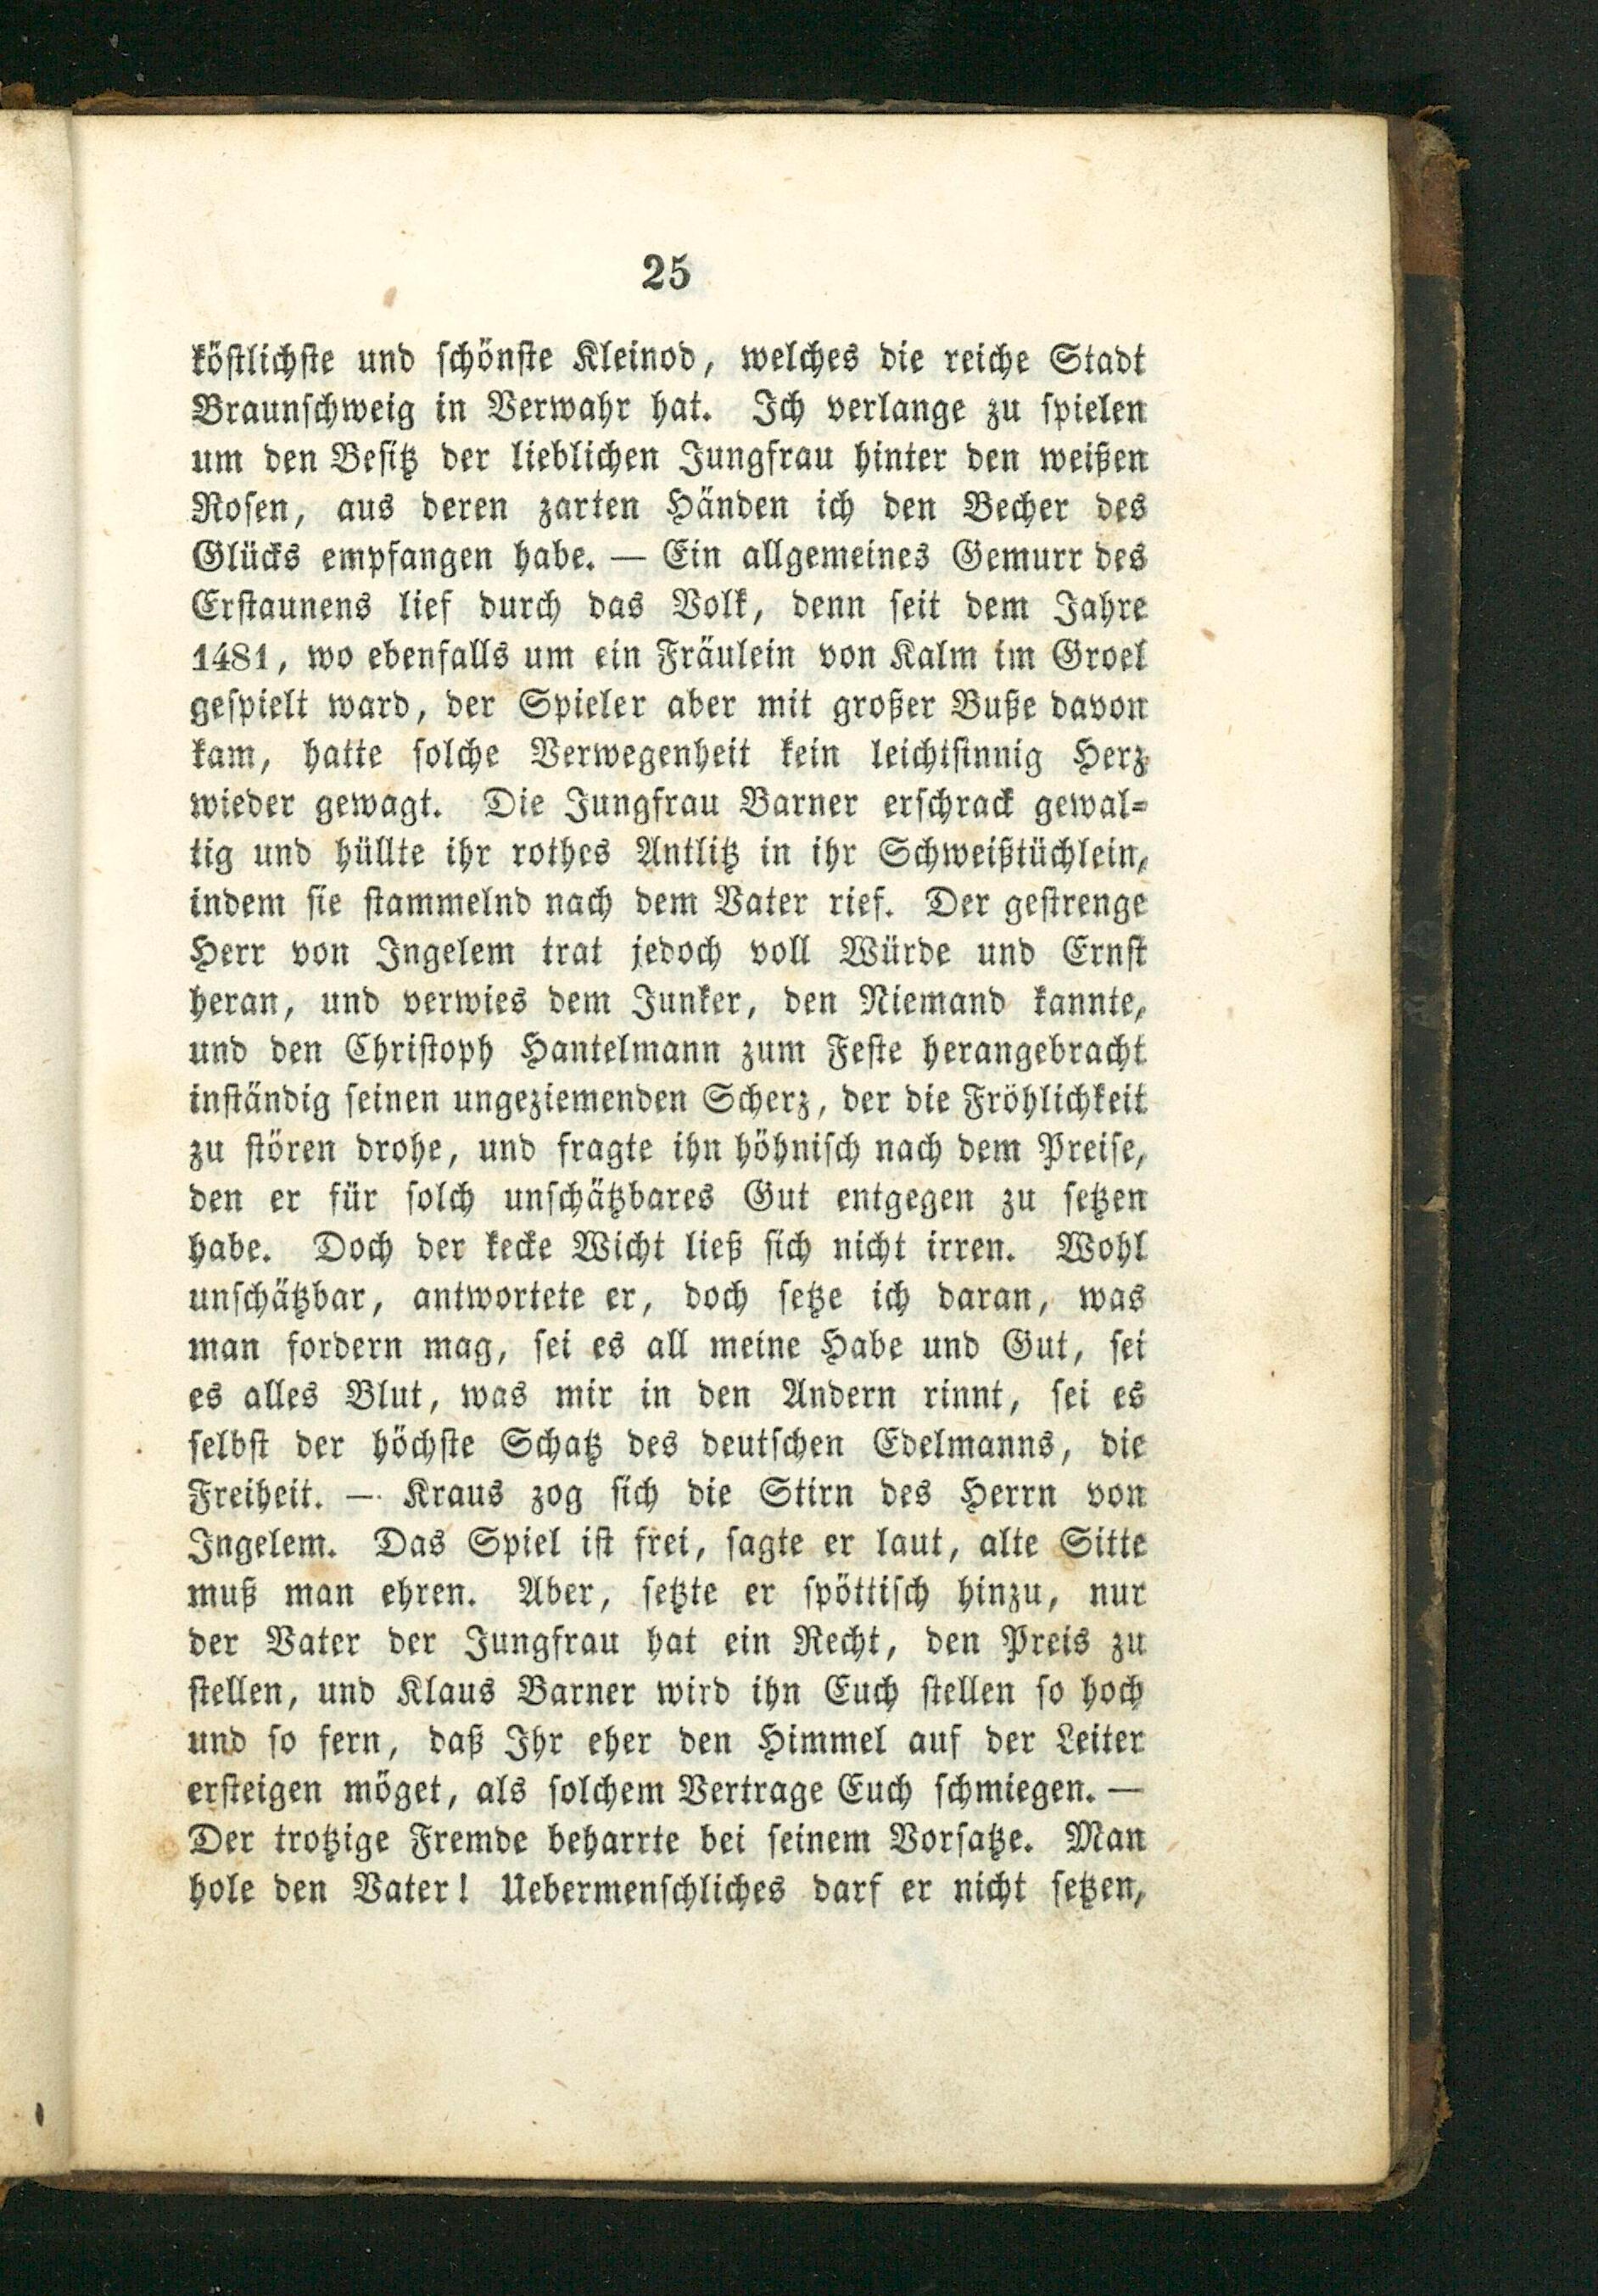 25
köstlichste und schönste Kleinod, welches die reiche Stadt
Braunschweig in Verwahr hat. Ich verlange zu spielen
um den Besitz der lieblichen Jungfrau hinter den weißen
Rosen, aus deren zarten Händen ich den Becher des
Glücks empfangen habe. — Ein allgemeines Gemurr des
Erstaunens lief durch das Volk, denn seit dem Jahre
1481, wo ebenfalls um ein Fräulein von Kalm im Groel
gespielt ward, der Spieler aber mit großer Buße davon
kam, hatte solche Verwegenheit kein leichtsinnig Herz
wieder gewagt. Die Jungfrau Barner erschrack gewal-
tig und hüllte ihr rothes Antlitz in ihr Schweißtüchlein,
indem sie stammelnd nach dem Vater rief. Der gestrenge
Herr von Ingelem trat jedoch voll Würde und Ernst
heran, und verwies dem Junker, den Niemand kannte,
und den Christoph Hantelmann zum Feste herangebracht
inständig seinen ungeziemenden Scherz, der die Fröhlichkeit
zu stören drohe, und fragte ihn höhnisch nach dem Preise,
den er für solch unschätzbares Gut entgegen zu setzen
habe. Doch der kecke Wicht ließ sich nicht irren. Wohl
unschätzbar, antwortete er, doch setze ich daran, was
man fordern mag, sei es all meine Habe und Gut, sei
es alles Blut, was mir in den Andern rinnt, sei es
selbst der höchste Schatz des deutschen Edelmanns, die
Freiheit. — Kraus zog sich die Stirn des Herrn von
Ingelem. Das Spiel ist frei, sagte er laut, alte Sitte
muß man ehren. Aber, setzte er spöttisch hinzu, nur
der Vater der Jungfrau hat ein Recht, den Preis zu
stellen, und Klaus Barner wird ihn Euch stellen so hoch
und so fern, daß Ihr eher den Himmel auf der Leiter
ersteigen möget, als solchem Vertrage Euch schmiegen. —
Der trotzige Fremde beharrte bei seinem Vorsatze. Man
hole den Vater! Uebermenschliches darf er nicht setzen,